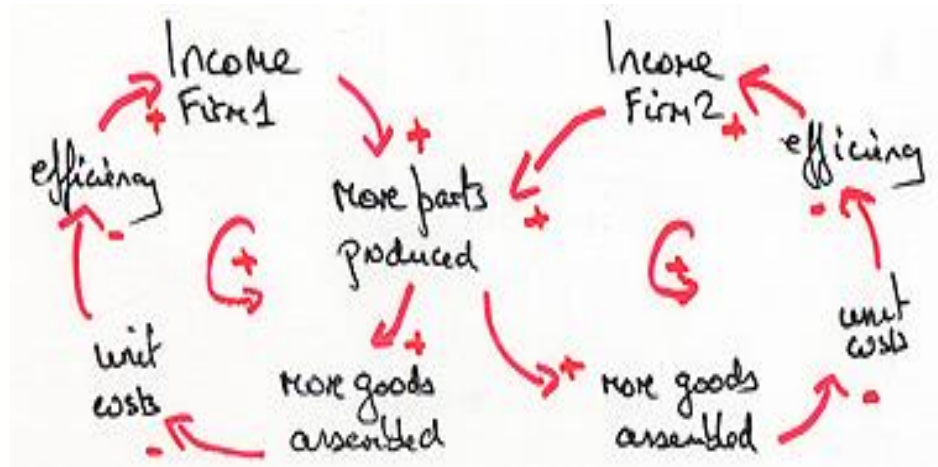 Income
Firm 1
+
efficiency
-
+
+
More parts
produced
+
unit
costs
-
More goods
assembled
Income
Firm 2
+
efficiency
-
+
+
+
More goods
assembled
unit
costs
-